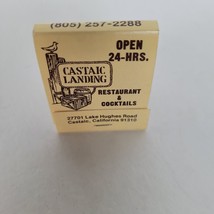 (805) 257-2288
OPEN
24-HRS.
CASTAIC
LANDING
RESTAURANT
&
COCKTAILS
27701 Lake Hughes Road
Castaic, California 91310